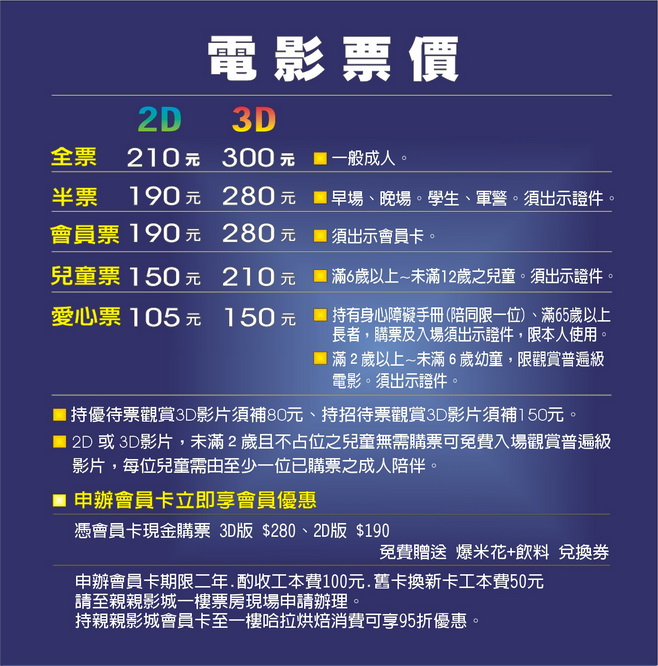 電影票價
2D 3D
全票 210元 300元 一般成人。
半票 190元 280元 早場、晚場。學生、軍警。須出示證件。
會員票 190元 280元 須出示會員卡。
兒童票 150元 210元 滿6歲以上~未滿12歲之兒童。須出示證件。
愛心票 105元 150元 持有身心障礙手冊(陪同限一位)、滿65歲以上
長者，購票及入場須出示證件，限本人使用。
滿2歲以上~未滿6歲幼童，限觀賞普遍級
電影。須出示證件。
持優待票觀賞3D影片須補80元、持招待票觀賞3D影片須補150元。
2D 或 3D影片，未滿2歲且不占位之兒童無需購票可免費入場觀賞普遍級
影片，每位兒童需由至少一位已購票之成人陪伴。
申辦會員卡立即享會員優惠
憑會員卡現金購票 3D版 $280、2D版 $190
免費贈送 爆米花+飲料 兌換券
申辦會員卡期限二年.酌收工本費100元.舊卡換新卡工本費50元
請至親親影城一樓票房現場申請辦理。
持親親影城會員卡至一樓哈拉烘焙消費可享95折優惠。